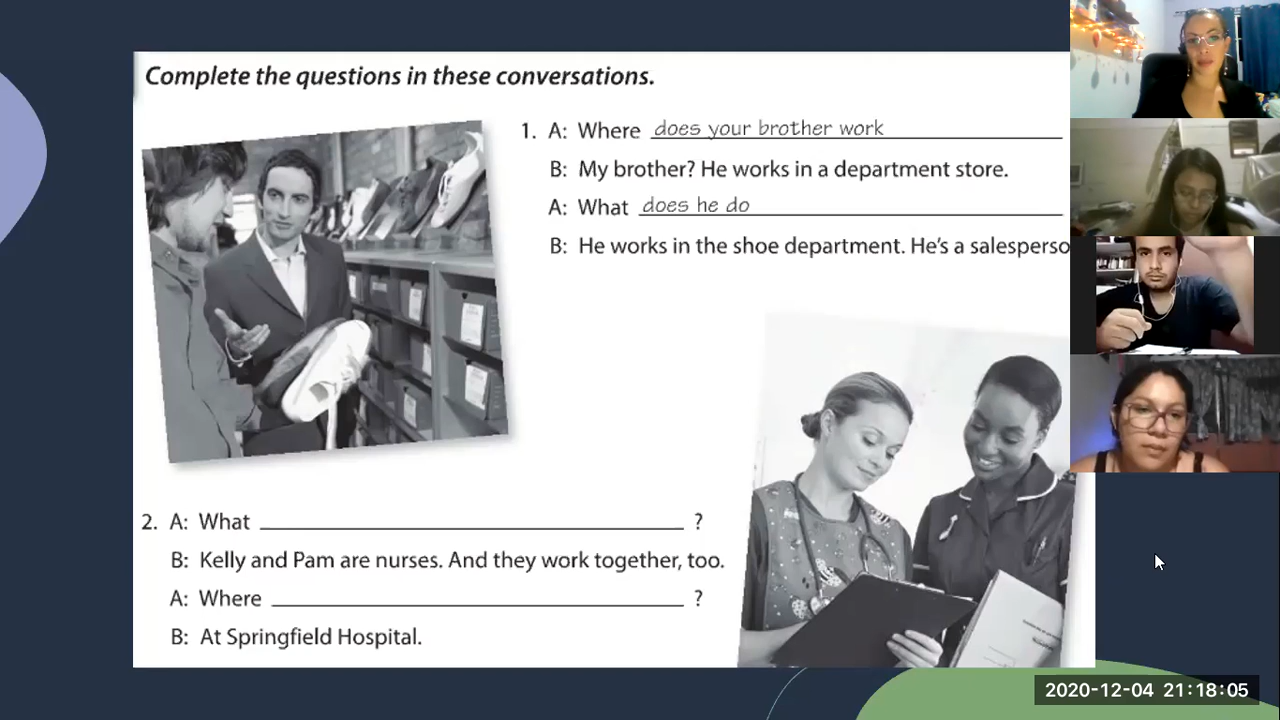 Complete the questions in these conversations.
1. A: Where does your brother work
B: My brother? He works in a department store.
A: What does he do
B: He works in the shoe department. He's a salesperso
2. A: What ?
B: Kelly and Pam are nurses. And they work together, too.
A: Where ?
B: At Springfield Hospital.
2020-12-04 21:18:05